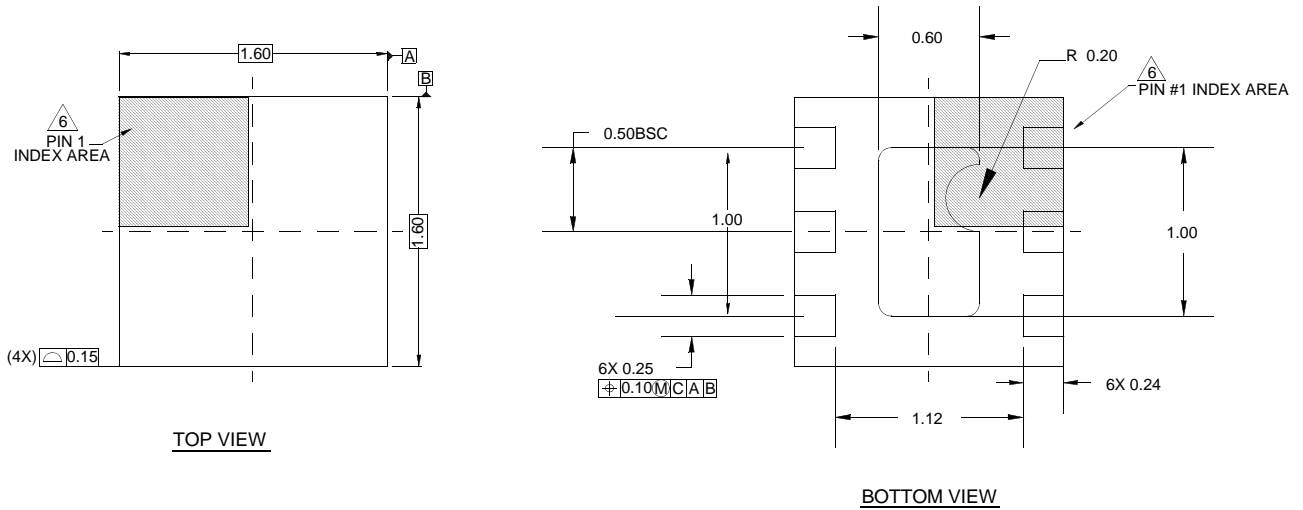 1.60
A
B
6
PIN 1
INDEX AREA
1.60
(4X) 0.15
TOP VIEW
0.60
R 0.20
6
PIN #1 INDEX AREA
0.50BSC
1.00
1.00
6X 0.25
0.10 M C A B
6X 0.24
1.12
BOTTOM VIEW